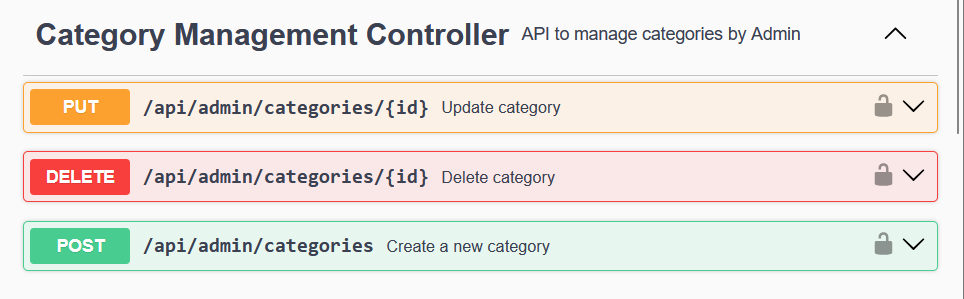 Category Management Controller API to manage categories by Admin
PUT /api/admin/categories/{id} Update category
DELETE /api/admin/categories/{id} Delete category
POST /api/admin/categories Create a new category